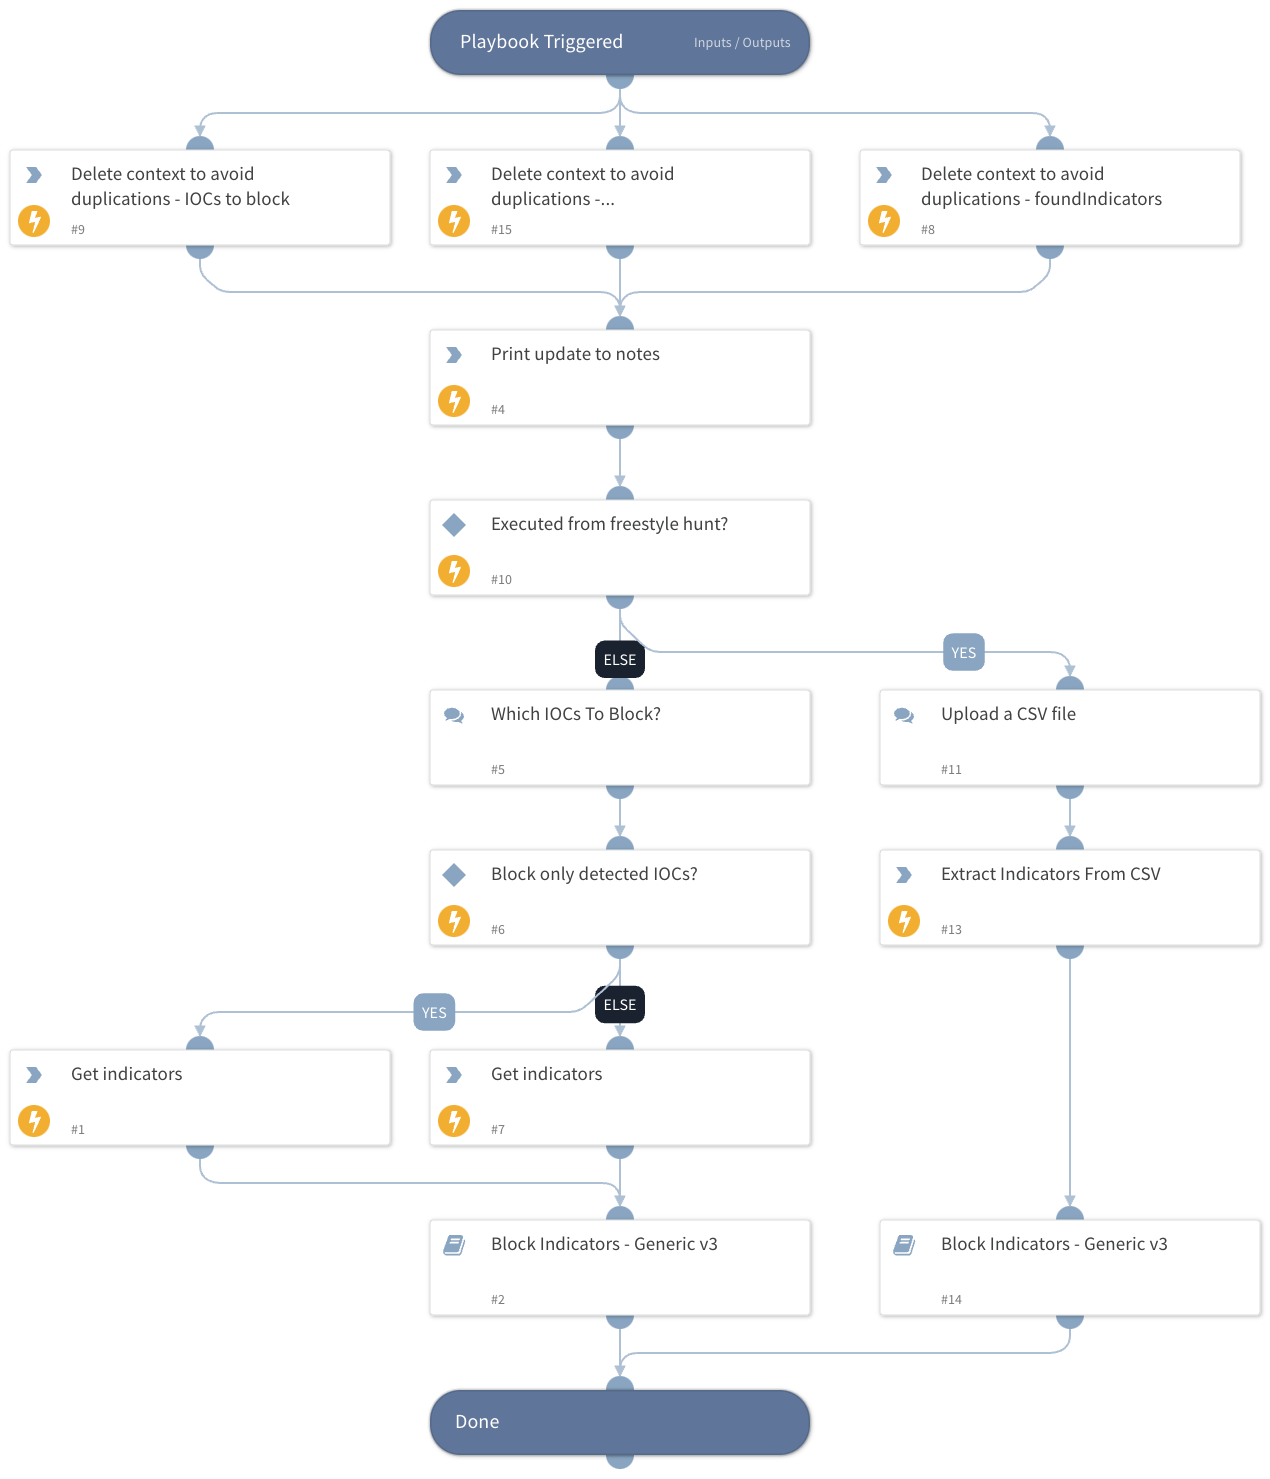 Playbook Triggered
Inputs / Outputs
Delete context to avoid
duplications - IOCs to block
#9
Delete context to avoid
duplications -...
#15
Delete context to avoid
duplications - foundIndicators
#8
Print update to notes
#4
Executed from freestyle hunt?
#10
ELSE
YES
Which IOCs To Block?
#5
Upload a CSV file
#11
Block only detected IOCs?
#6
Extract Indicators From CSV
#13
YES
ELSE
Get indicators
#1
Get indicators
#7
Block Indicators - Generic v3
#2
Block Indicators - Generic v3
#14
Done